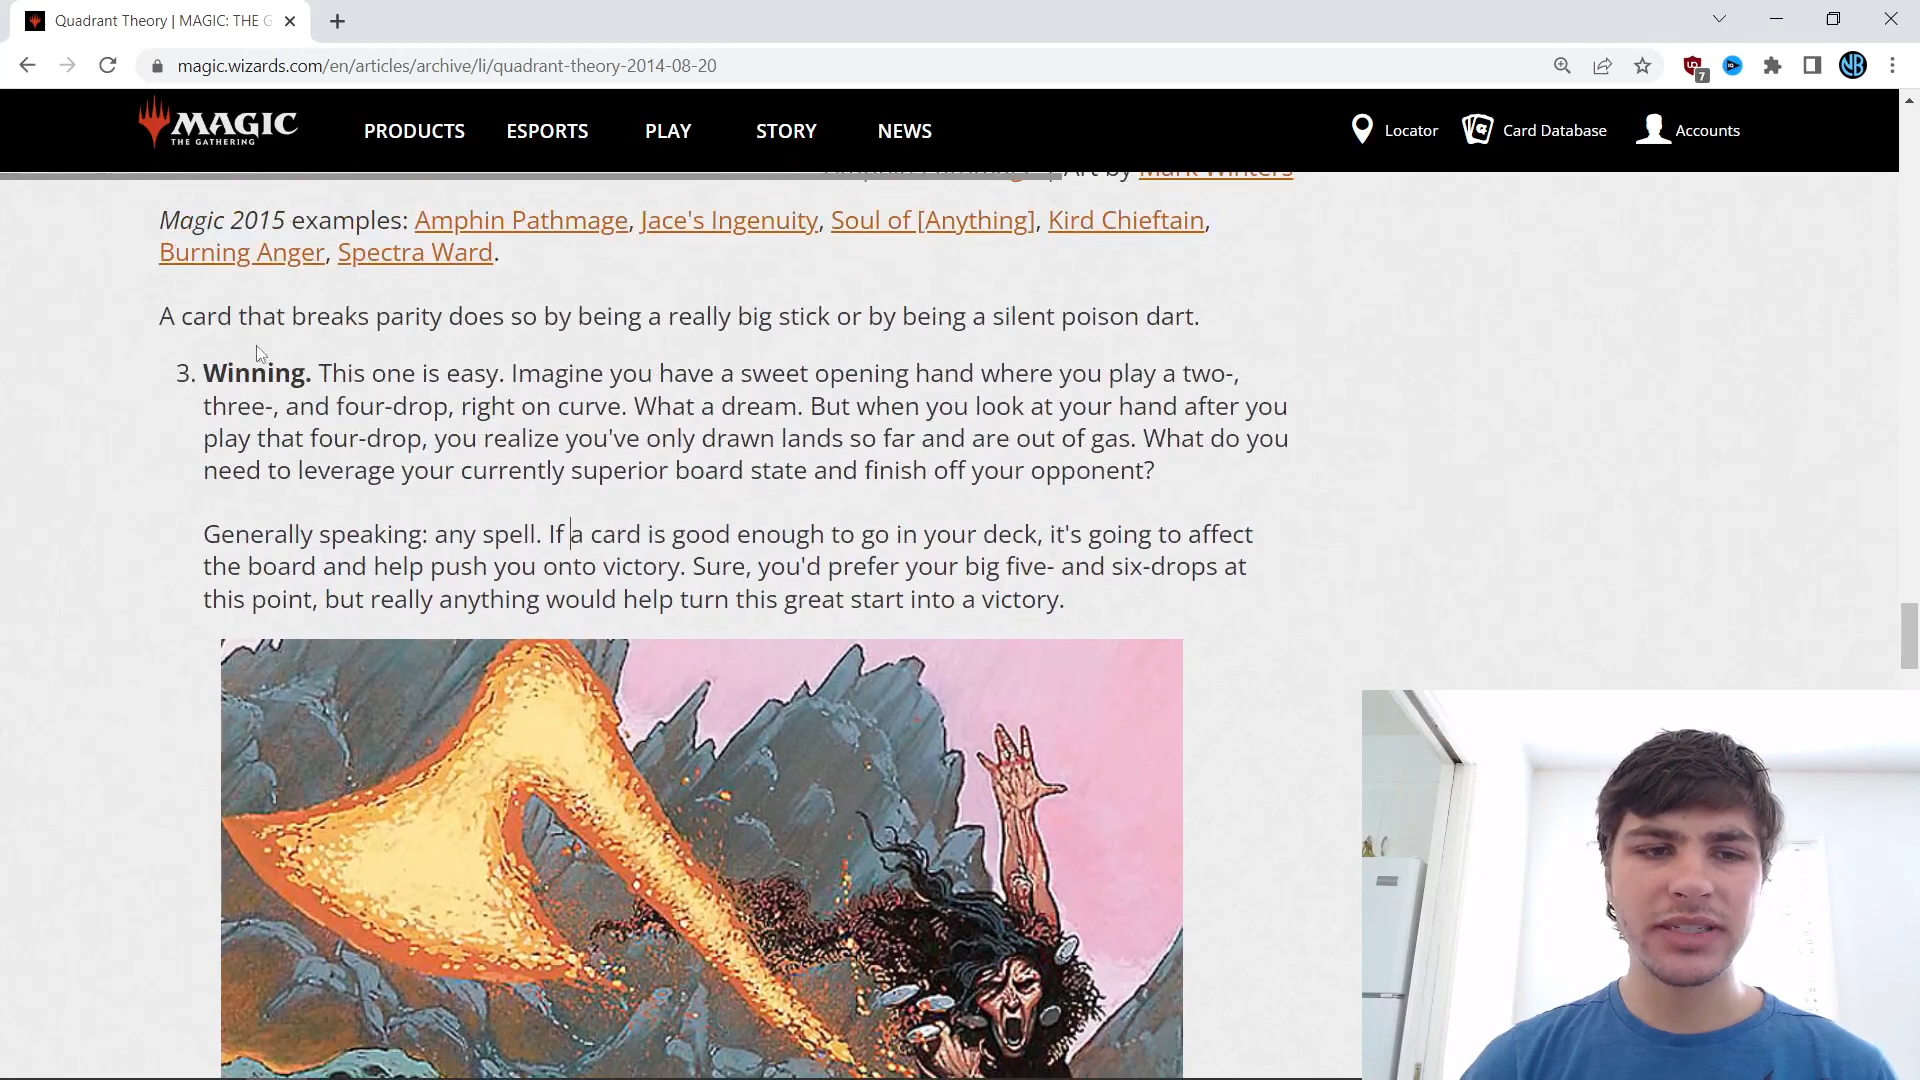 Quadrant Theory | MAGIC: THE G
magic.wizards.com/en/articles/archive/li/quadrant-theory-2014-08-20
7
NB
MAGIC
THE GATHERING
PRODUCTS
ESPORTS
PLAY
STORY
NEWS
Locator
Card Database
Accounts
Art by Mark Winters
Magic 2015 examples: Amphin Pathmage, Jace's Ingenuity, Soul of [Anything], Kird Chieftain,
Burning Anger, Spectra Ward.
A card that breaks parity does so by being a really big stick or by being a silent poison dart.
3. Winning. This one is easy. Imagine you have a sweet opening hand where you play a two-,
three-, and four-drop, right on curve. What a dream. But when you look at your hand after you
play that four-drop, you realize you've only drawn lands so far and are out of gas. What do you
need to leverage your currently superior board state and finish off your opponent?
Generally speaking: any spell. If a card is good enough to go in your deck, it's going to affect
the board and help push you onto victory. Sure, you'd prefer your big five- and six-drops at
this point, but really anything would help turn this great start into a victory.